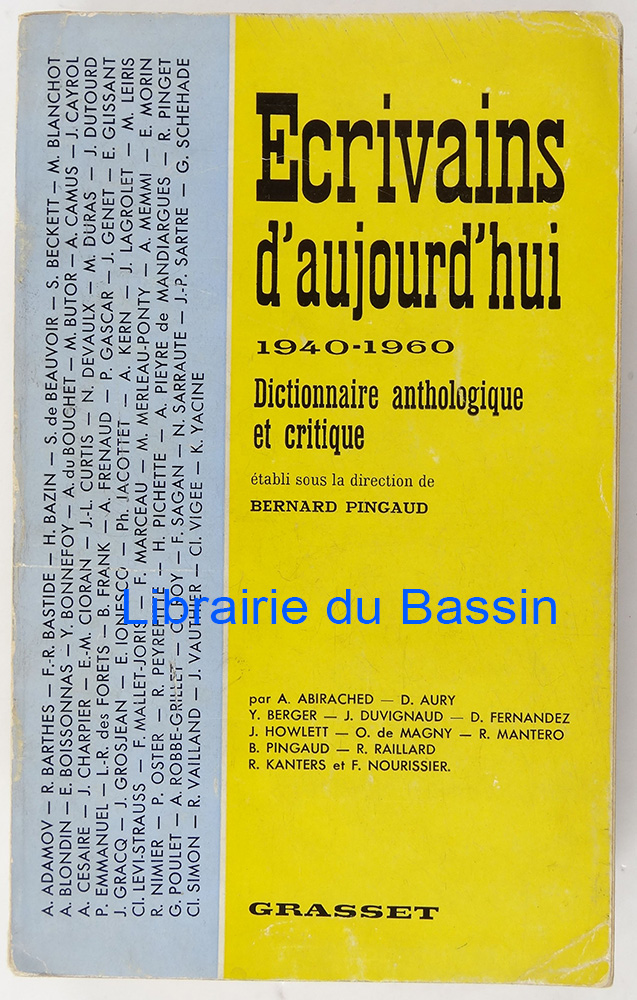 A. ADAMOV — R. BARTHES — F.-R. BASTIDE — H. BAZIN — S. de BEAUVOIR — S. BECKETT — M. BLANCHOT
A. BLONDIN — E. BOISSONNAS — Y. BONNEFOY — A. du BOUCHET — M. BUTOR — A. CAMUS — J. CAYROL
A. CESAIRE — J. CHARPIER — E.-M. CIORAN — J.-L. CURTIS — N. DEVAULX — M. DURAS — J. DUTOURD
P. EMMANUEL — L.-R. des FORETS — B. FRANK — A. FRENAUD — P. GASCAR — J. GENET — E. GLISSANT
J. GRACQ — J. GROSJEAN — E. IONESCO — Ph. JACOTTET — A. KERN — J. LAGROLET — M. LEIRIS
Cl. LEVI-STRAUSS — F. MALLET-JORIS — F. MARCEAU — M. MERLEAU-PONTY — A. MEMMI — E. MORIN
R. NIMIER — P. OSTER — R. PEYREFITTE — H. PICHETTE — A. PIEYRE de MANDIARGUES — R. PINGET
G. POULET — A. ROBBE-GRILLET — C. ROY — F. SAGAN — N. SARRAUTE — J.-P. SARTRE — G. SCHEHADE
Cl. SIMON — R. VAILLAND — J. VAUTHIER — Cl. VIGEE — K. YACINE
Ecrivains
d'aujourd'hui
1940-1960
Dictionnaire anthologique
et critique
établi sous la direction de
BERNARD PINGAUD
Librairie du Bassin
par A. ABIRACHED — D. AURY
Y. BERGER — J. DUVIGNAUD — D. FERNANDEZ
J. HOWLETT — O. de MAGNY — R. MANTERO
B. PINGAUD — R. RAILLARD
R. KANTERS et F. NOURISSIER.
GRASSET